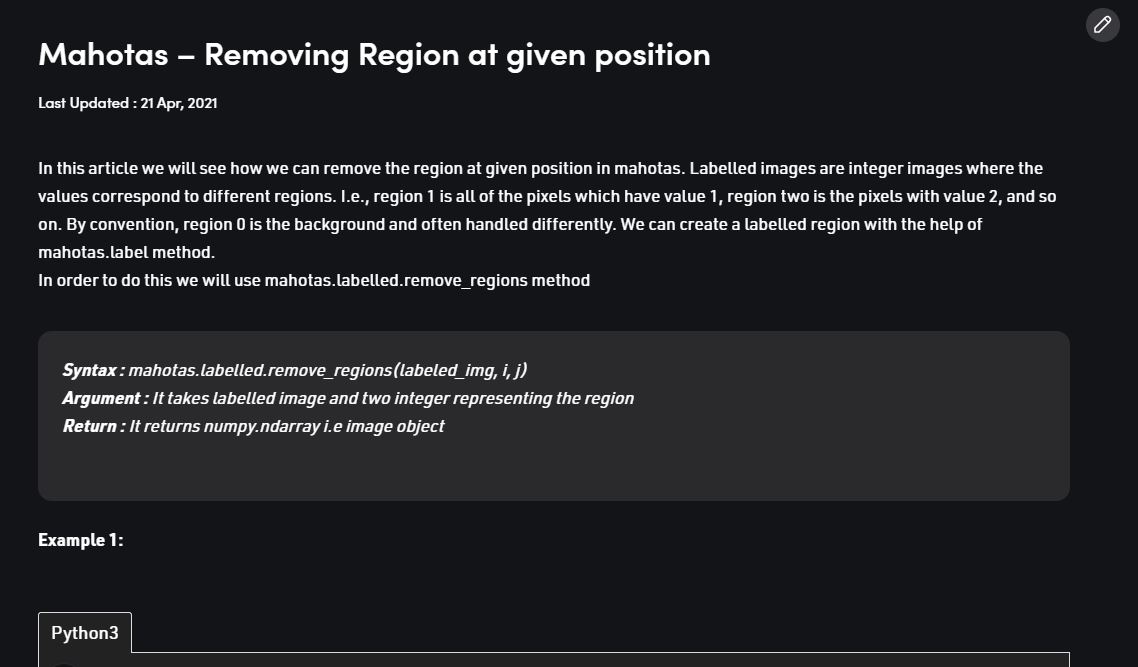 Mahotas – Removing Region at given position
Last Updated : 21 Apr, 2021
In this article we will see how we can remove the region at given position in mahotas. Labelled images are integer images where the
values correspond to different regions. I.e., region 1 is all of the pixels which have value 1, region two is the pixels with value 2, and so
on. By convention, region 0 is the background and often handled differently. We can create a labelled region with the help of
mahotas.label method.
In order to do this we will use mahotas.labelled.remove_regions method
Syntax : mahotas.labelled.remove_regions(labeled_img, i, j)
Argument : It takes labelled image and two integer representing the region
Return : It returns numpy.ndarray i.e image object
Example 1:
Python3